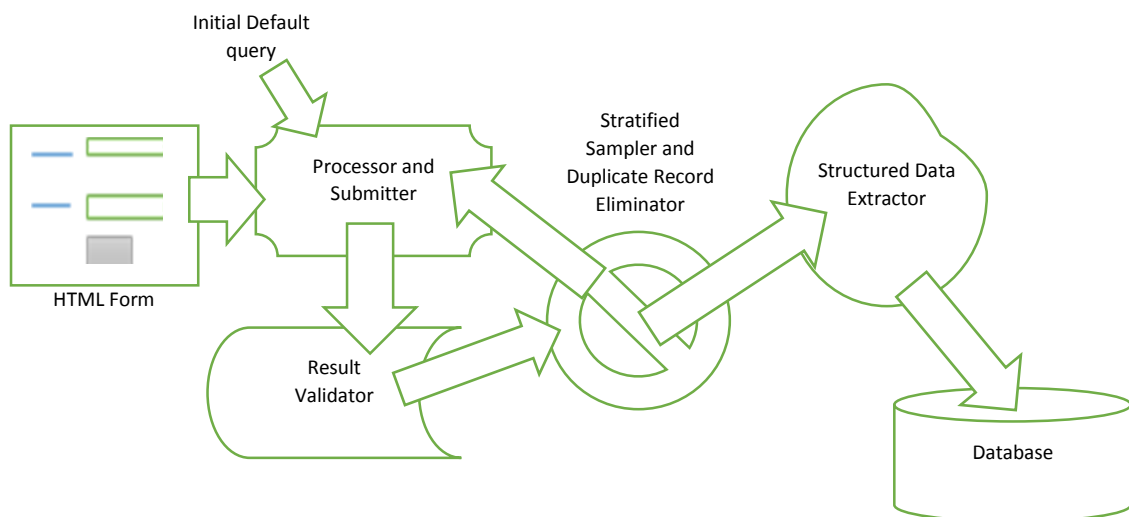 Initial Default
query
HTML Form
Processor and
Submitter
Result
Validator
Stratified
Sampler and
Duplicate Record
Eliminator
Structured Data
Extractor
Database